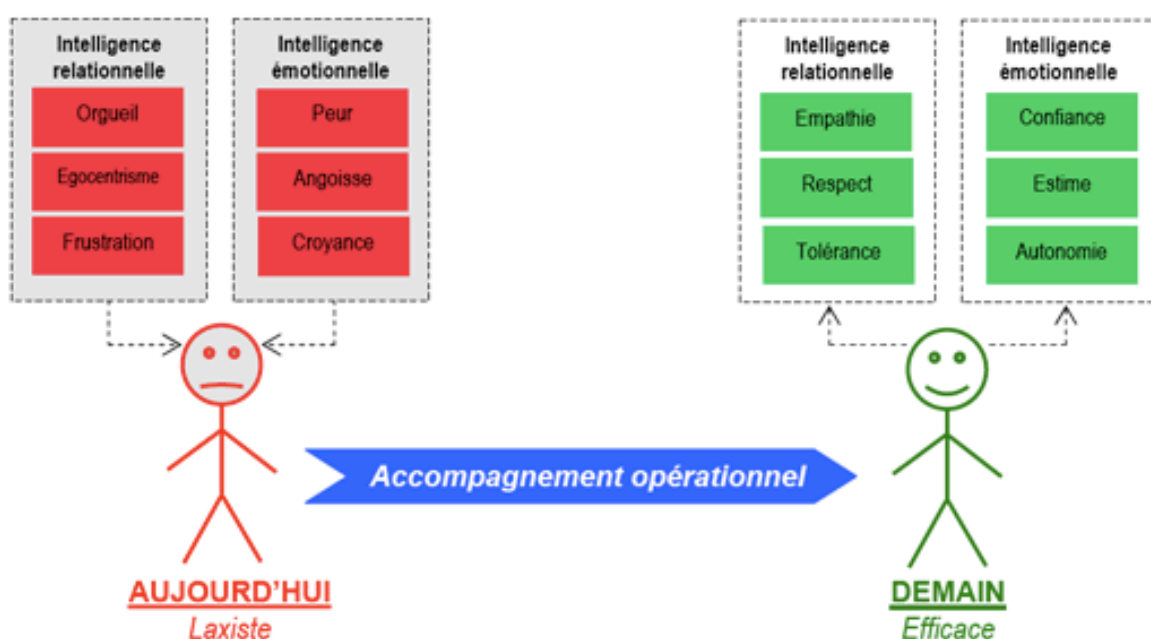 Intelligence
relationnelle
Orgueil
Egocentrisme
Frustration
Intelligence
émotionnelle
Peur
Angoisse
Croyance
Intelligence
relationnelle
Empathie
Respect
Tolérance
Intelligence
émotionnelle
Confiance
Estime
Autonomie
Accompagnement opérationnel
AUJOURD'HUI
Laxiste
DEMAIN
Efficace